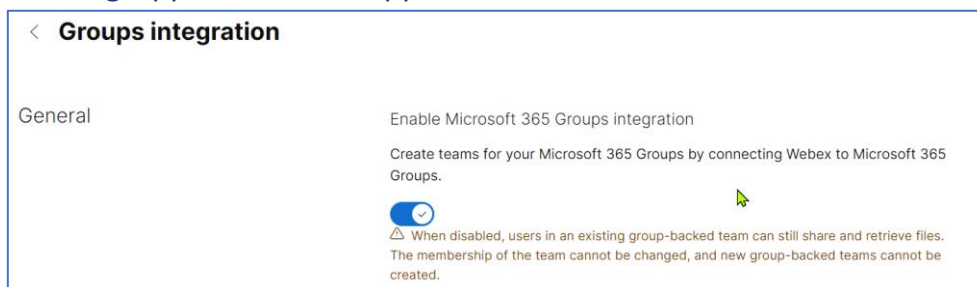 < Groups integration
General
Enable Microsoft 365 Groups integration
Create teams for your Microsoft 365 Groups by connecting Webex to Microsoft 365
Groups.
⚠ When disabled, users in an existing group-backed team can still share and retrieve files.
The membership of the team cannot be changed, and new group-backed teams cannot be
created.